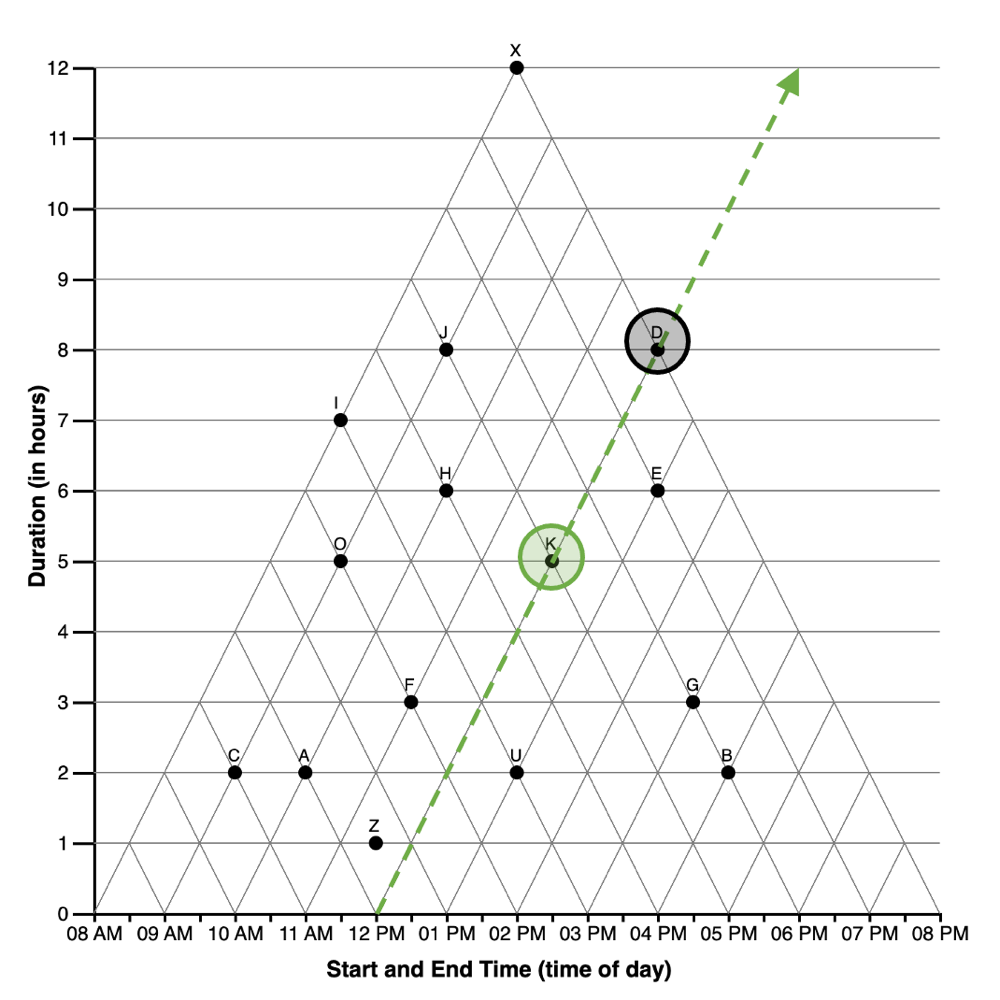 X
12
11
10
9
J
D
8
I
7
H
E
6
O
K
5
4
F
G
3
C
A
U
B
2
Z
1
0
08 AM 09 AM 10 AM 11 AM 12 PM 01 PM 02 PM 03 PM 04 PM 05 PM 06 PM 07 PM 08 PM
Start and End Time (time of day)
Duration (in hours)